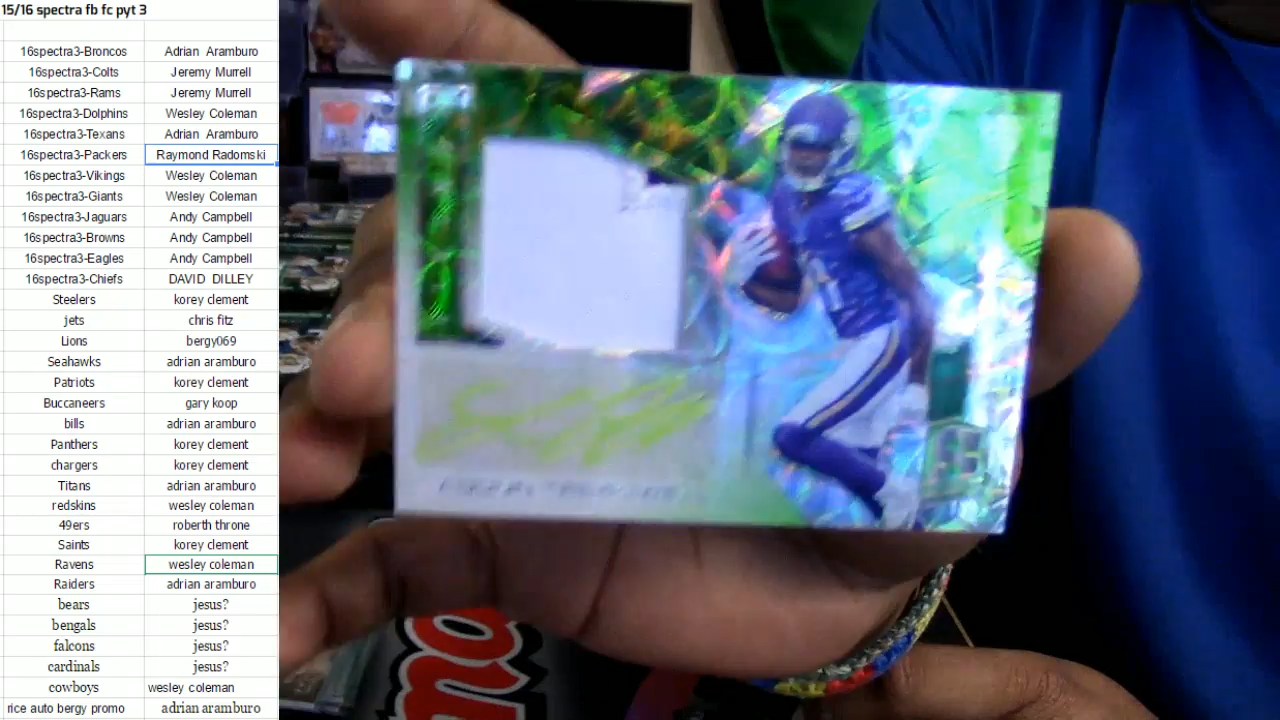 15/16 spectra fb fc pyt 3
16spectra3-Broncos Adrian Aramburo
16spectra3-Colts Jeremy Murrell
16spectra3-Rams Jeremy Murrell
16spectra3-Dolphins Wesley Coleman
16spectra3-Texans Adrian Aramburo
16spectra3-Packers Raymond Radomski
16spectra3-Vikings Wesley Coleman
16spectra3-Giants Wesley Coleman
16spectra3-Jaguars Andy Campbell
16spectra3-Browns Andy Campbell
16spectra3-Eagles Andy Campbell
16spectra3-Chiefs DAVID DILLEY
Steelers korey clement
jets chris fitz
Lions bergy069
Seahawks adrian aramburo
Patriots korey clement
Buccaneers gary koop
bills adrian aramburo
Panthers korey clement
chargers korey clement
Titans adrian aramburo
redskins wesley coleman
49ers roberth throne
Saints korey clement
Ravens wesley coleman
Raiders adrian aramburo
bears jesus?
bengals jesus?
falcons jesus?
cardinals jesus?
cowboys wesley coleman
rice auto bergy promo adrian aramburo